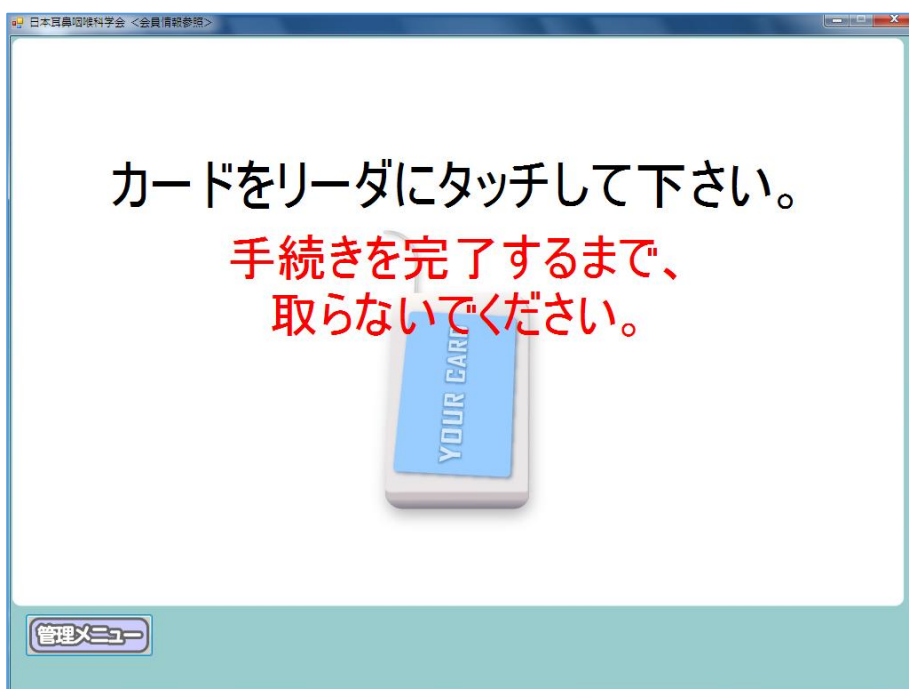 日本耳鼻咽喉科学会 <会員情報参照>
カードをリーダにタッチして下さい。
手続きを完了するまで、
取らないでください。
YOUR CARD
管理メニュー